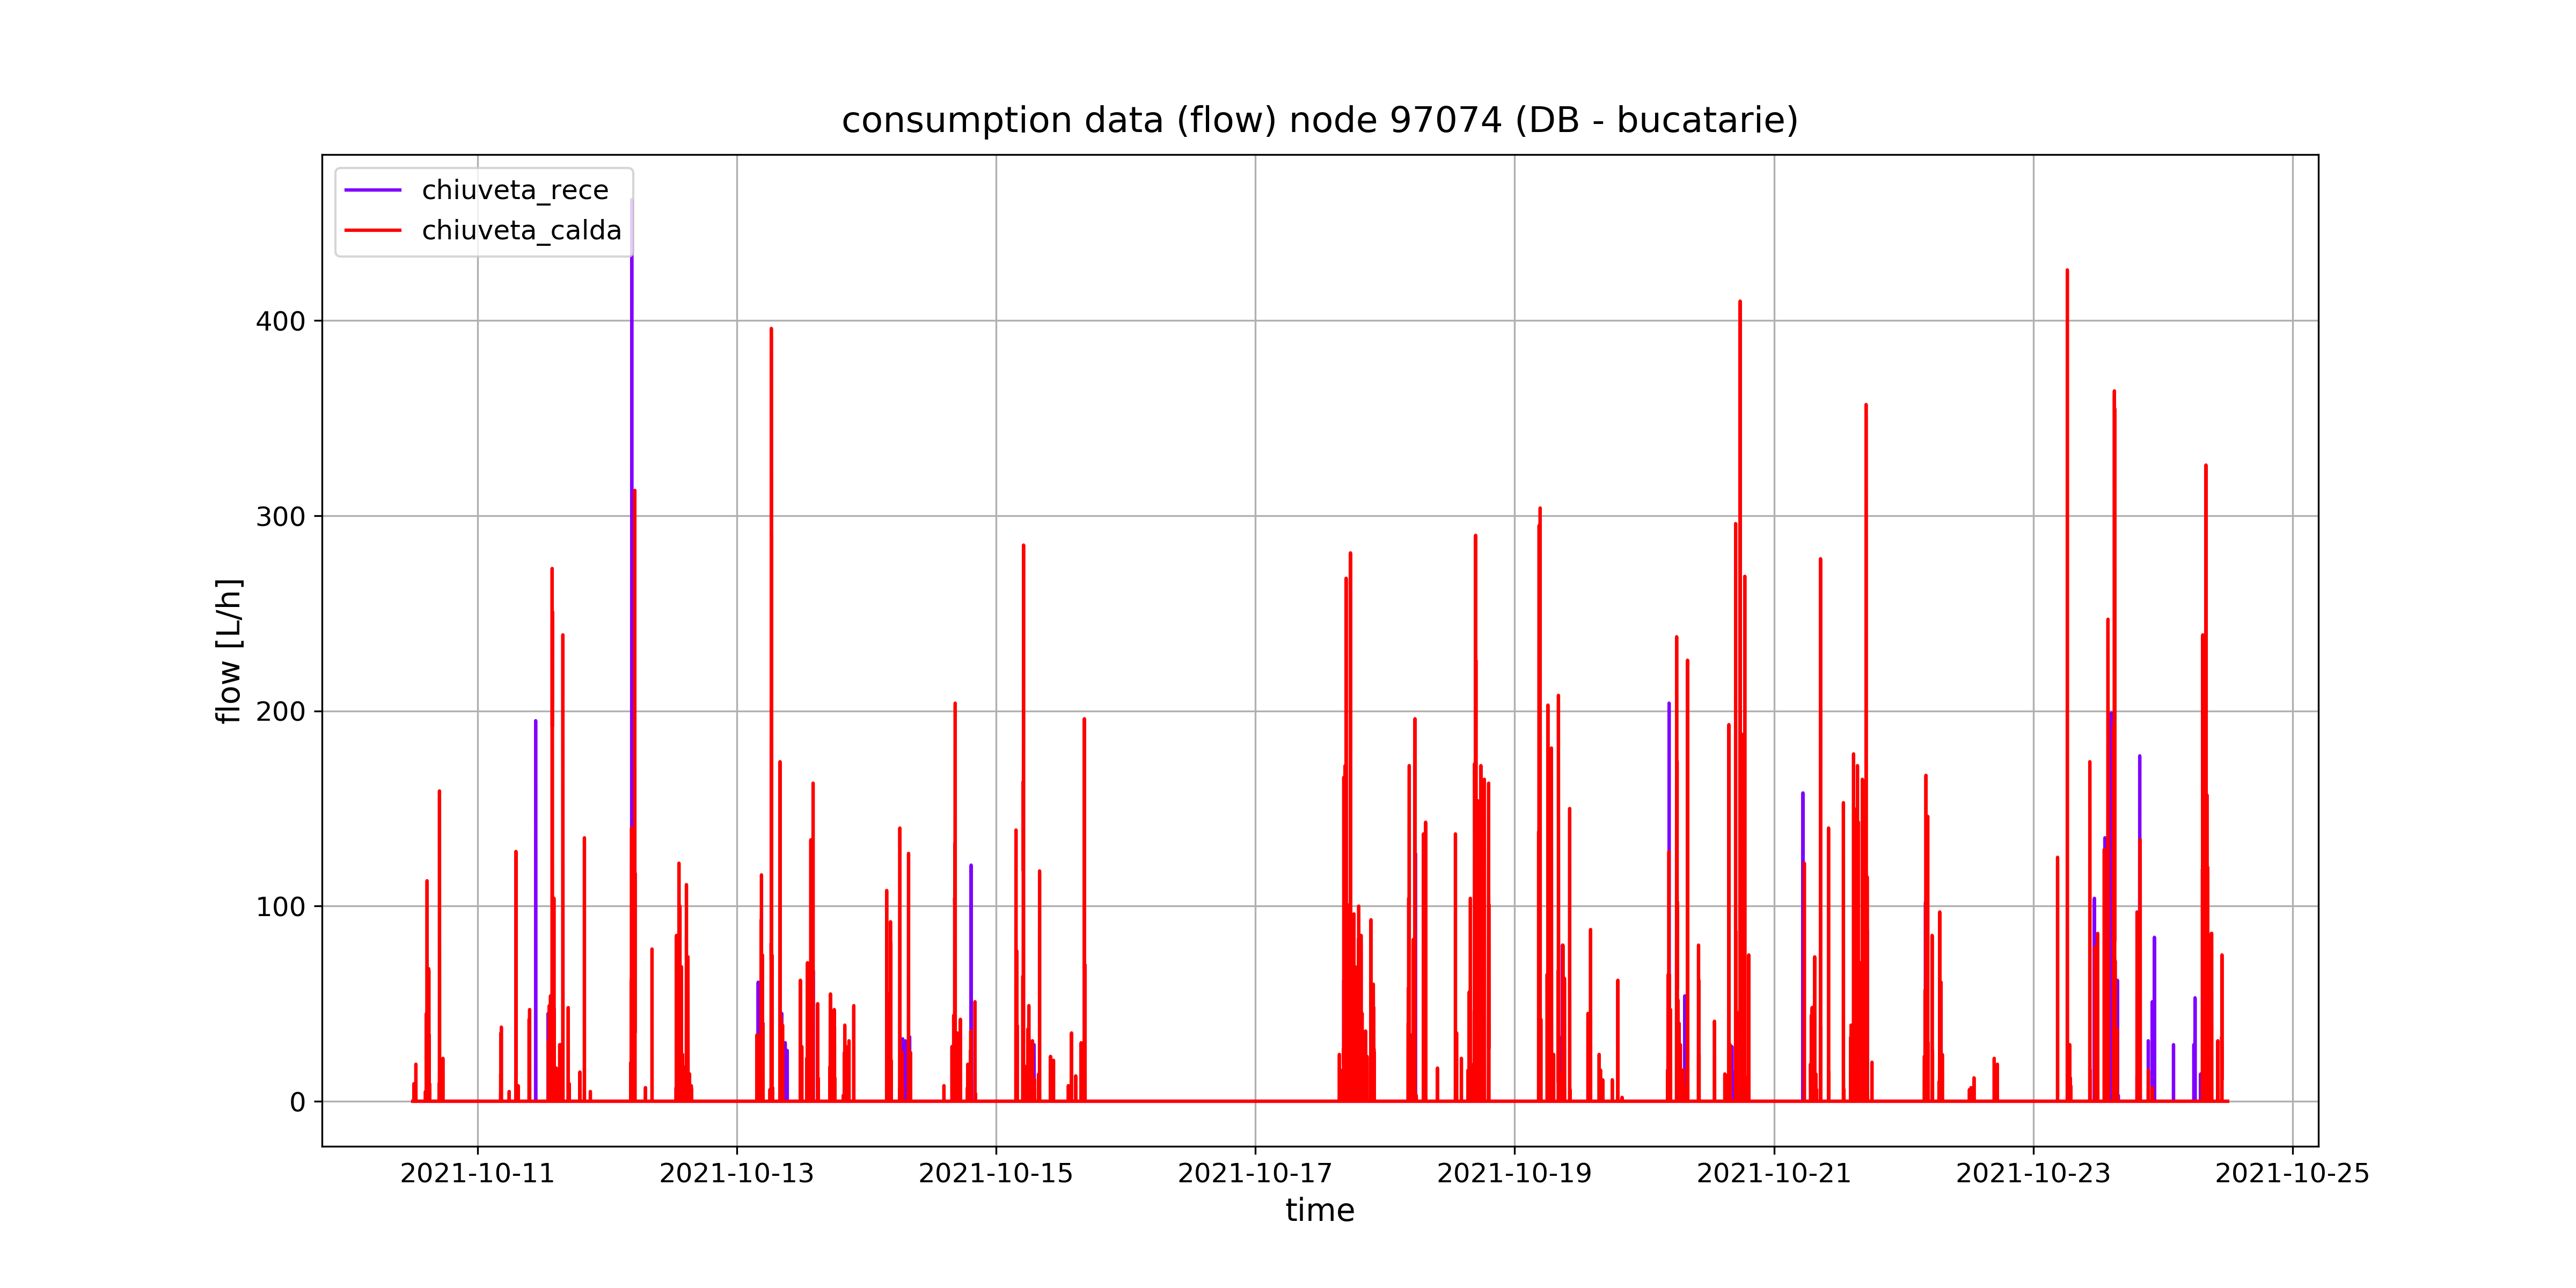 consumption data (flow) node 97074 (DB - bucatarie)
chiuveta_rece
chiuveta_calda
flow [L/h]
400
300
200
100
0
2021-10-11 2021-10-13 2021-10-15 2021-10-17 2021-10-19 2021-10-21 2021-10-23 2021-10-25
time